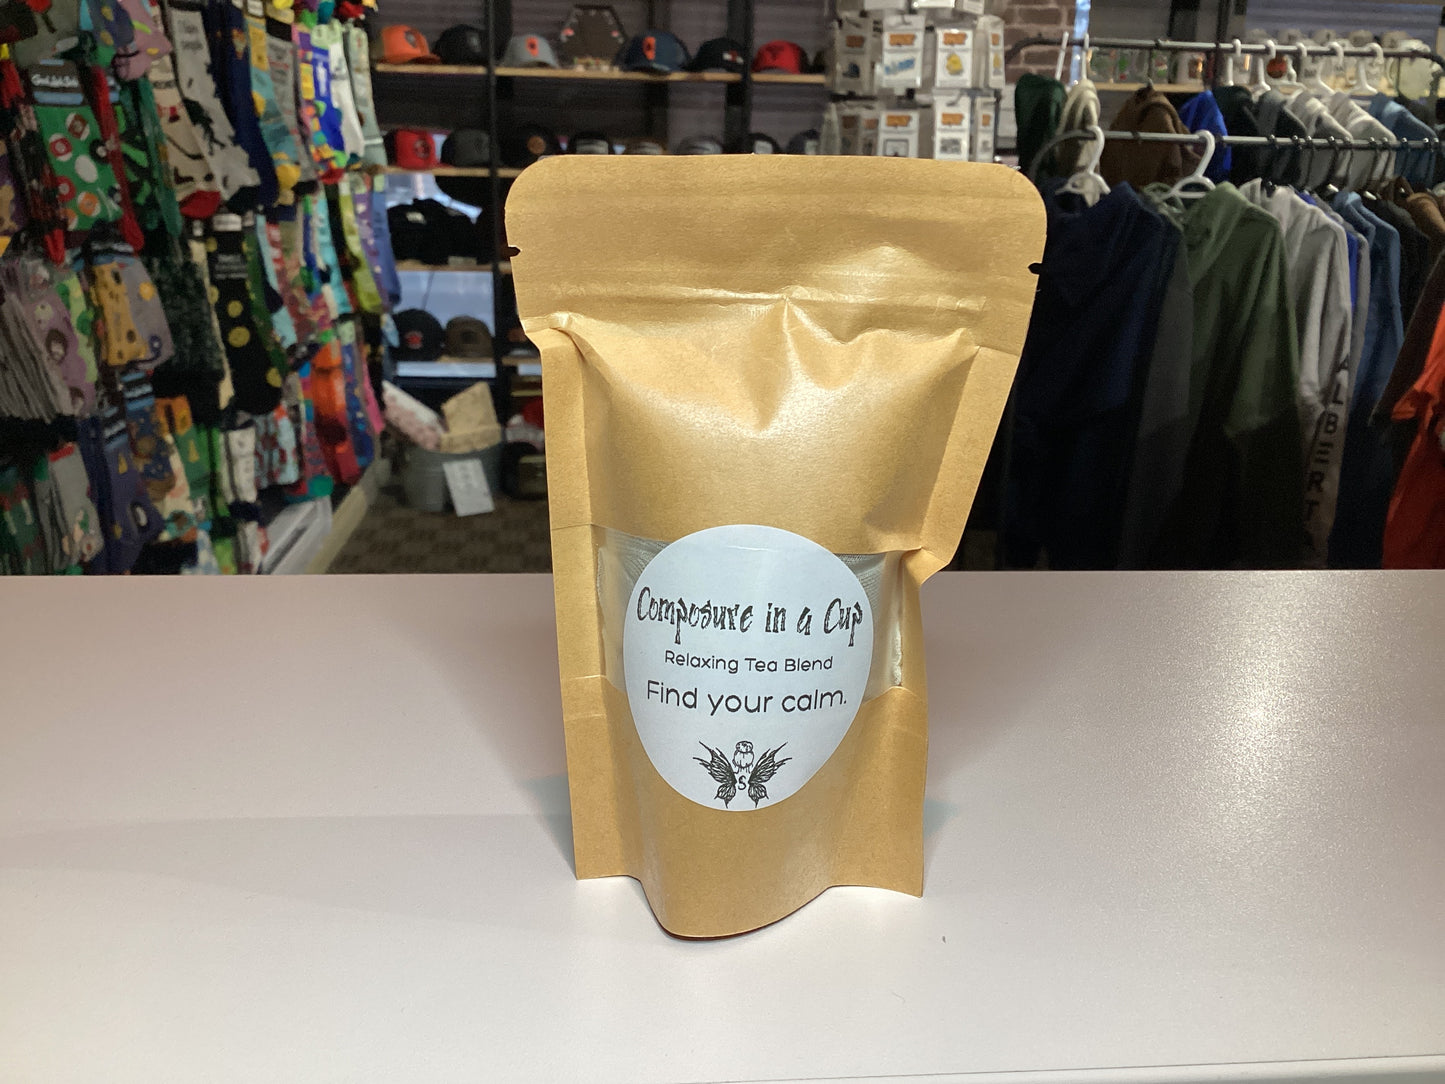 Composure in a Cup
Relaxing Tea Blend
Find your calm.
S